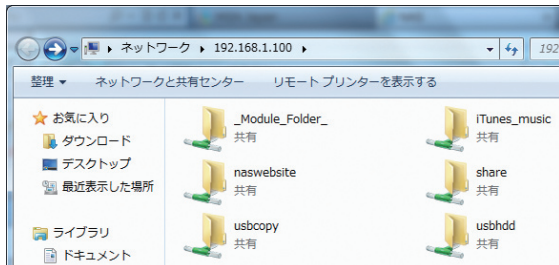 ネットワーク ▸ 192.168.1.100 ▸
192
整理 ▼ ネットワークと共有センター リモート プリンターを表示する
お気に入り
ダウンロード
デスクトップ
最近表示した場所
ライブラリ
ドキュメント
_Module_Folder_
共有
iTunes_music
共有
naswebsite
共有
share
共有
usbcopy
共有
usbhdd
共有